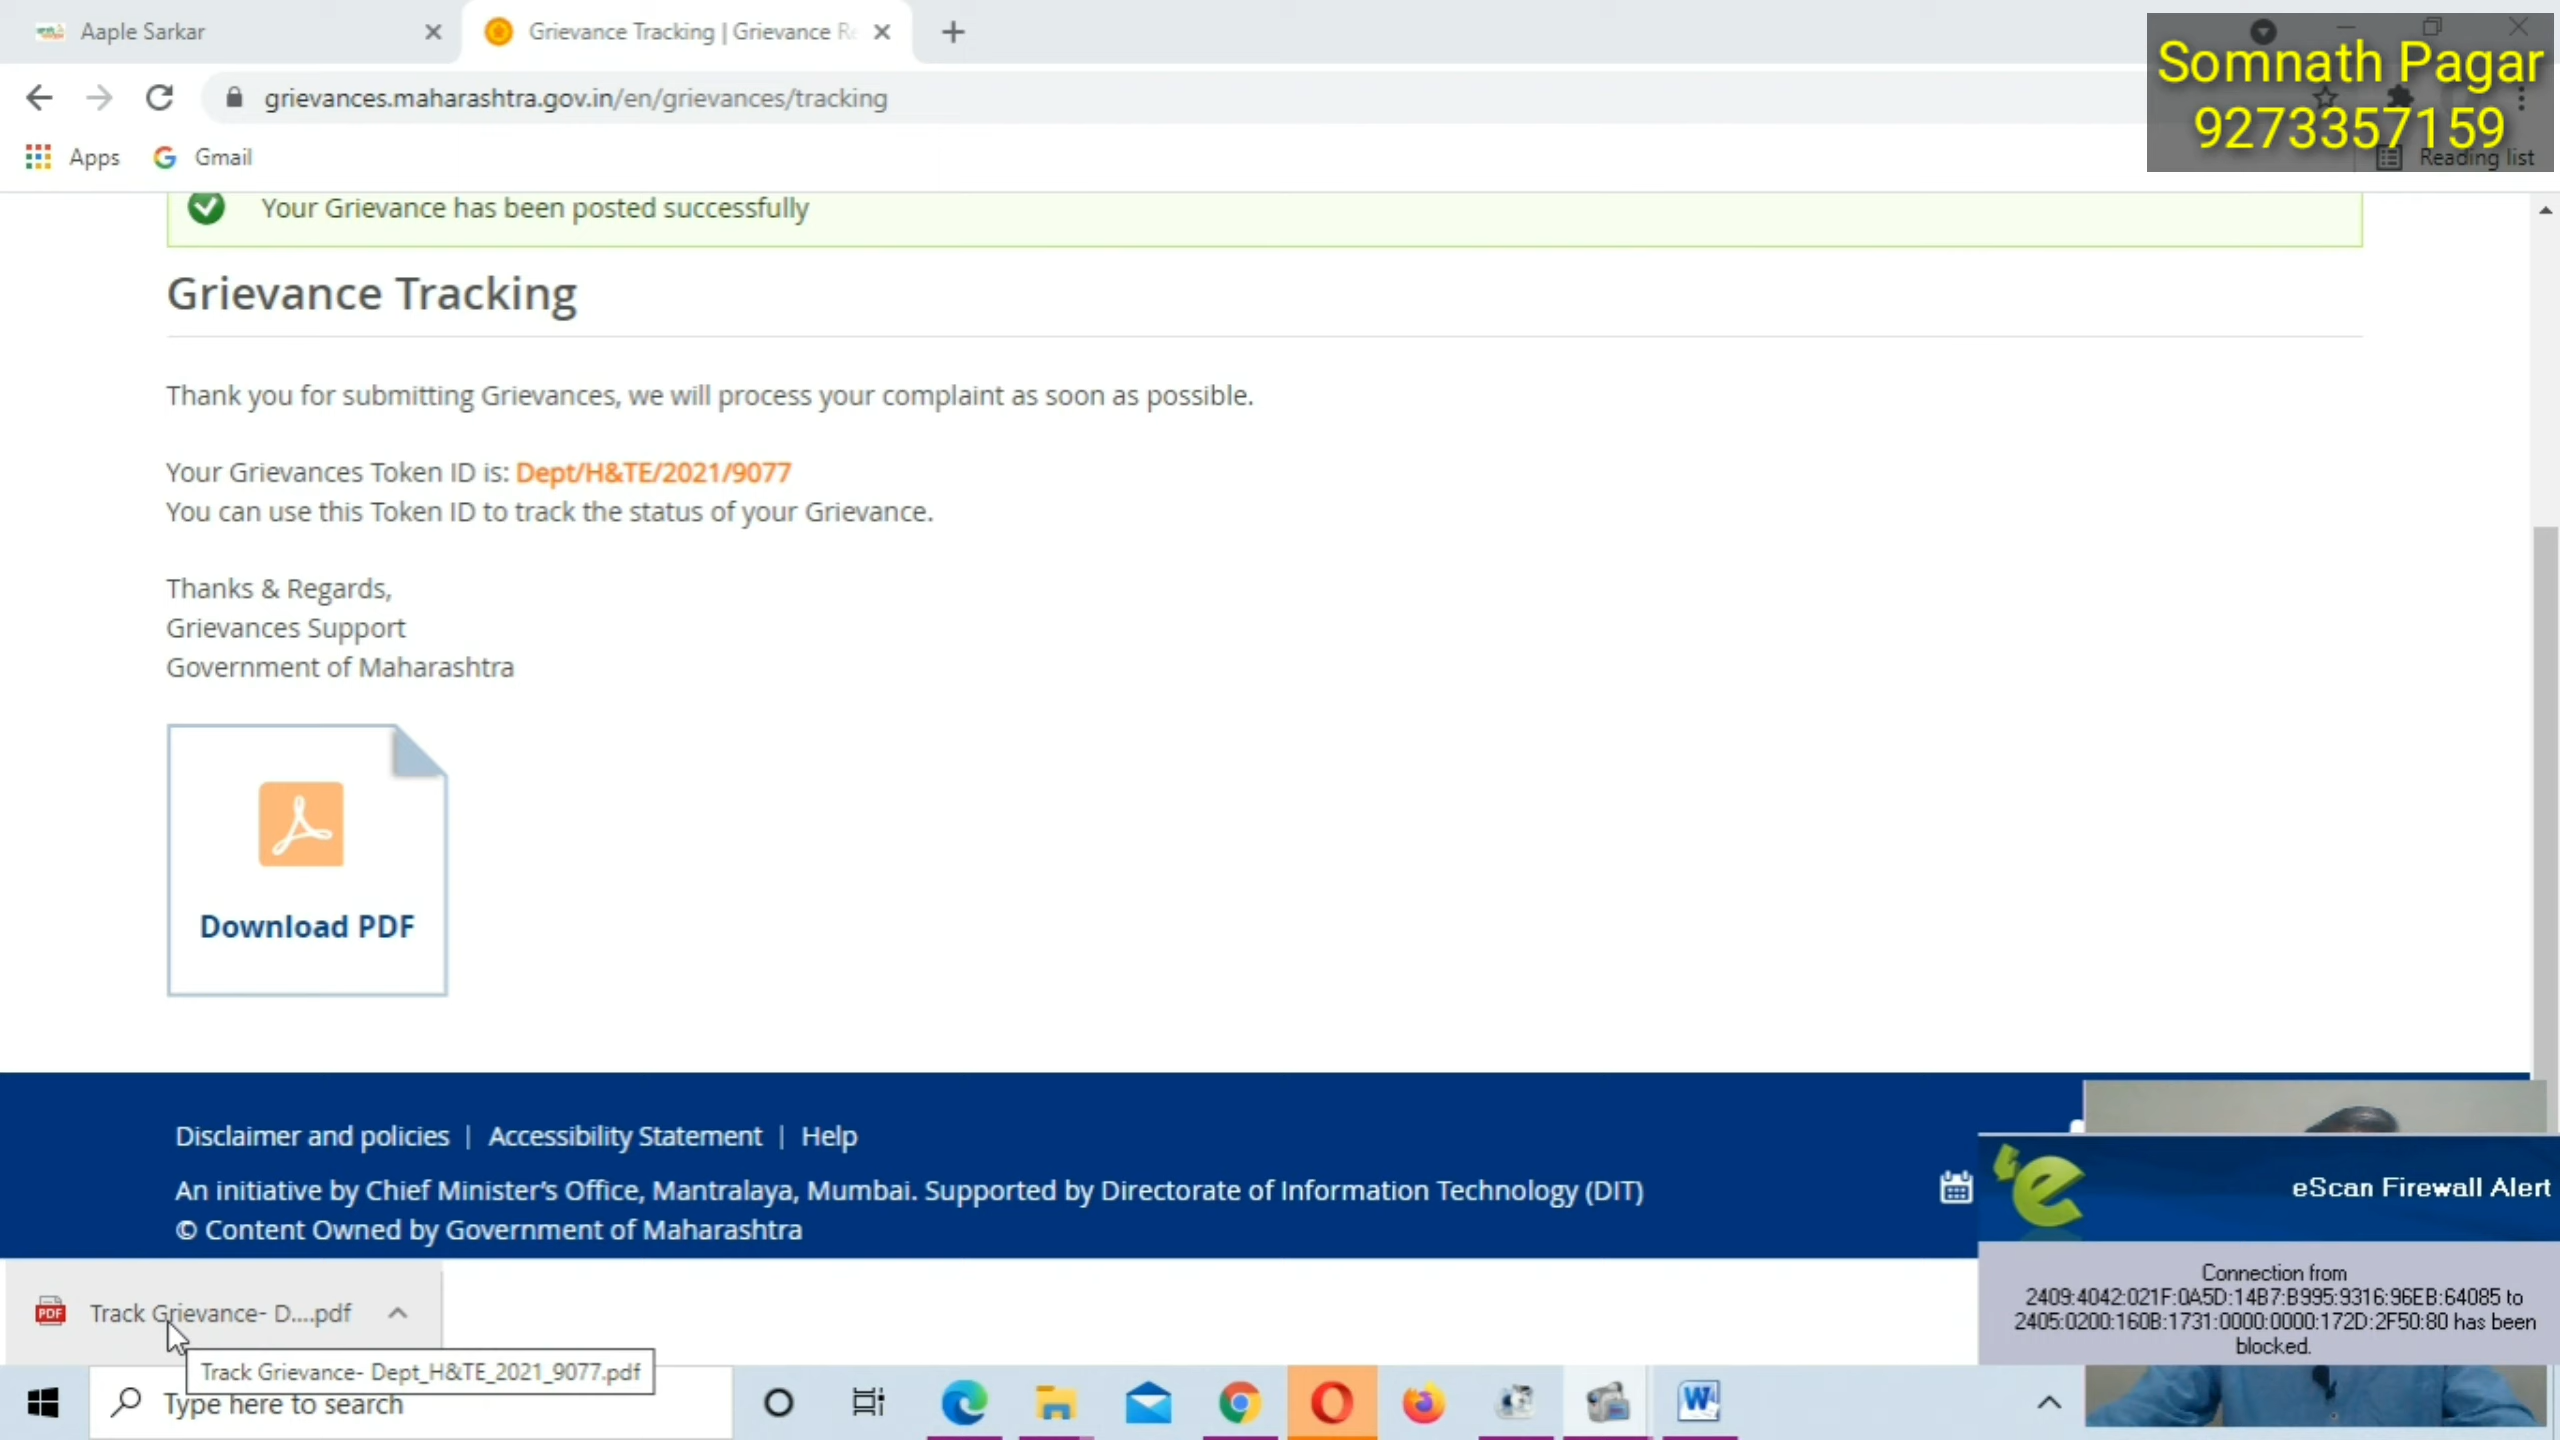 Aaple Sarkar
Grievance Tracking | Grievance Re
Somnath Pagar
9273357159
grievances.maharashtra.gov.in/en/grievances/tracking
Apps
Gmail
Reading list
Your Grievance has been posted successfully
Grievance Tracking
Thank you for submitting Grievances, we will process your complaint as soon as possible.
Your Grievances Token ID is: Dept/H&TE/2021/9077
You can use this Token ID to track the status of your Grievance.
Thanks & Regards,
Grievances Support
Government of Maharashtra
Download PDF
Disclaimer and policies | Accessibility Statement | Help
An initiative by Chief Minister's Office, Mantralaya, Mumbai. Supported by Directorate of Information Technology (DIT)
© Content Owned by Government of Maharashtra
eScan Firewall Alert
Connection from
2409:4042:021F:0A5D:14B7:B995:9316:96EB:64085 to
2405:0200:160B:1731:0000:0000:172D:2F50:80 has been
blocked.
PDF
Track Grievance- D....pdf
Track Grievance- Dept_H&TE_2021_9077.pdf
Type here to search